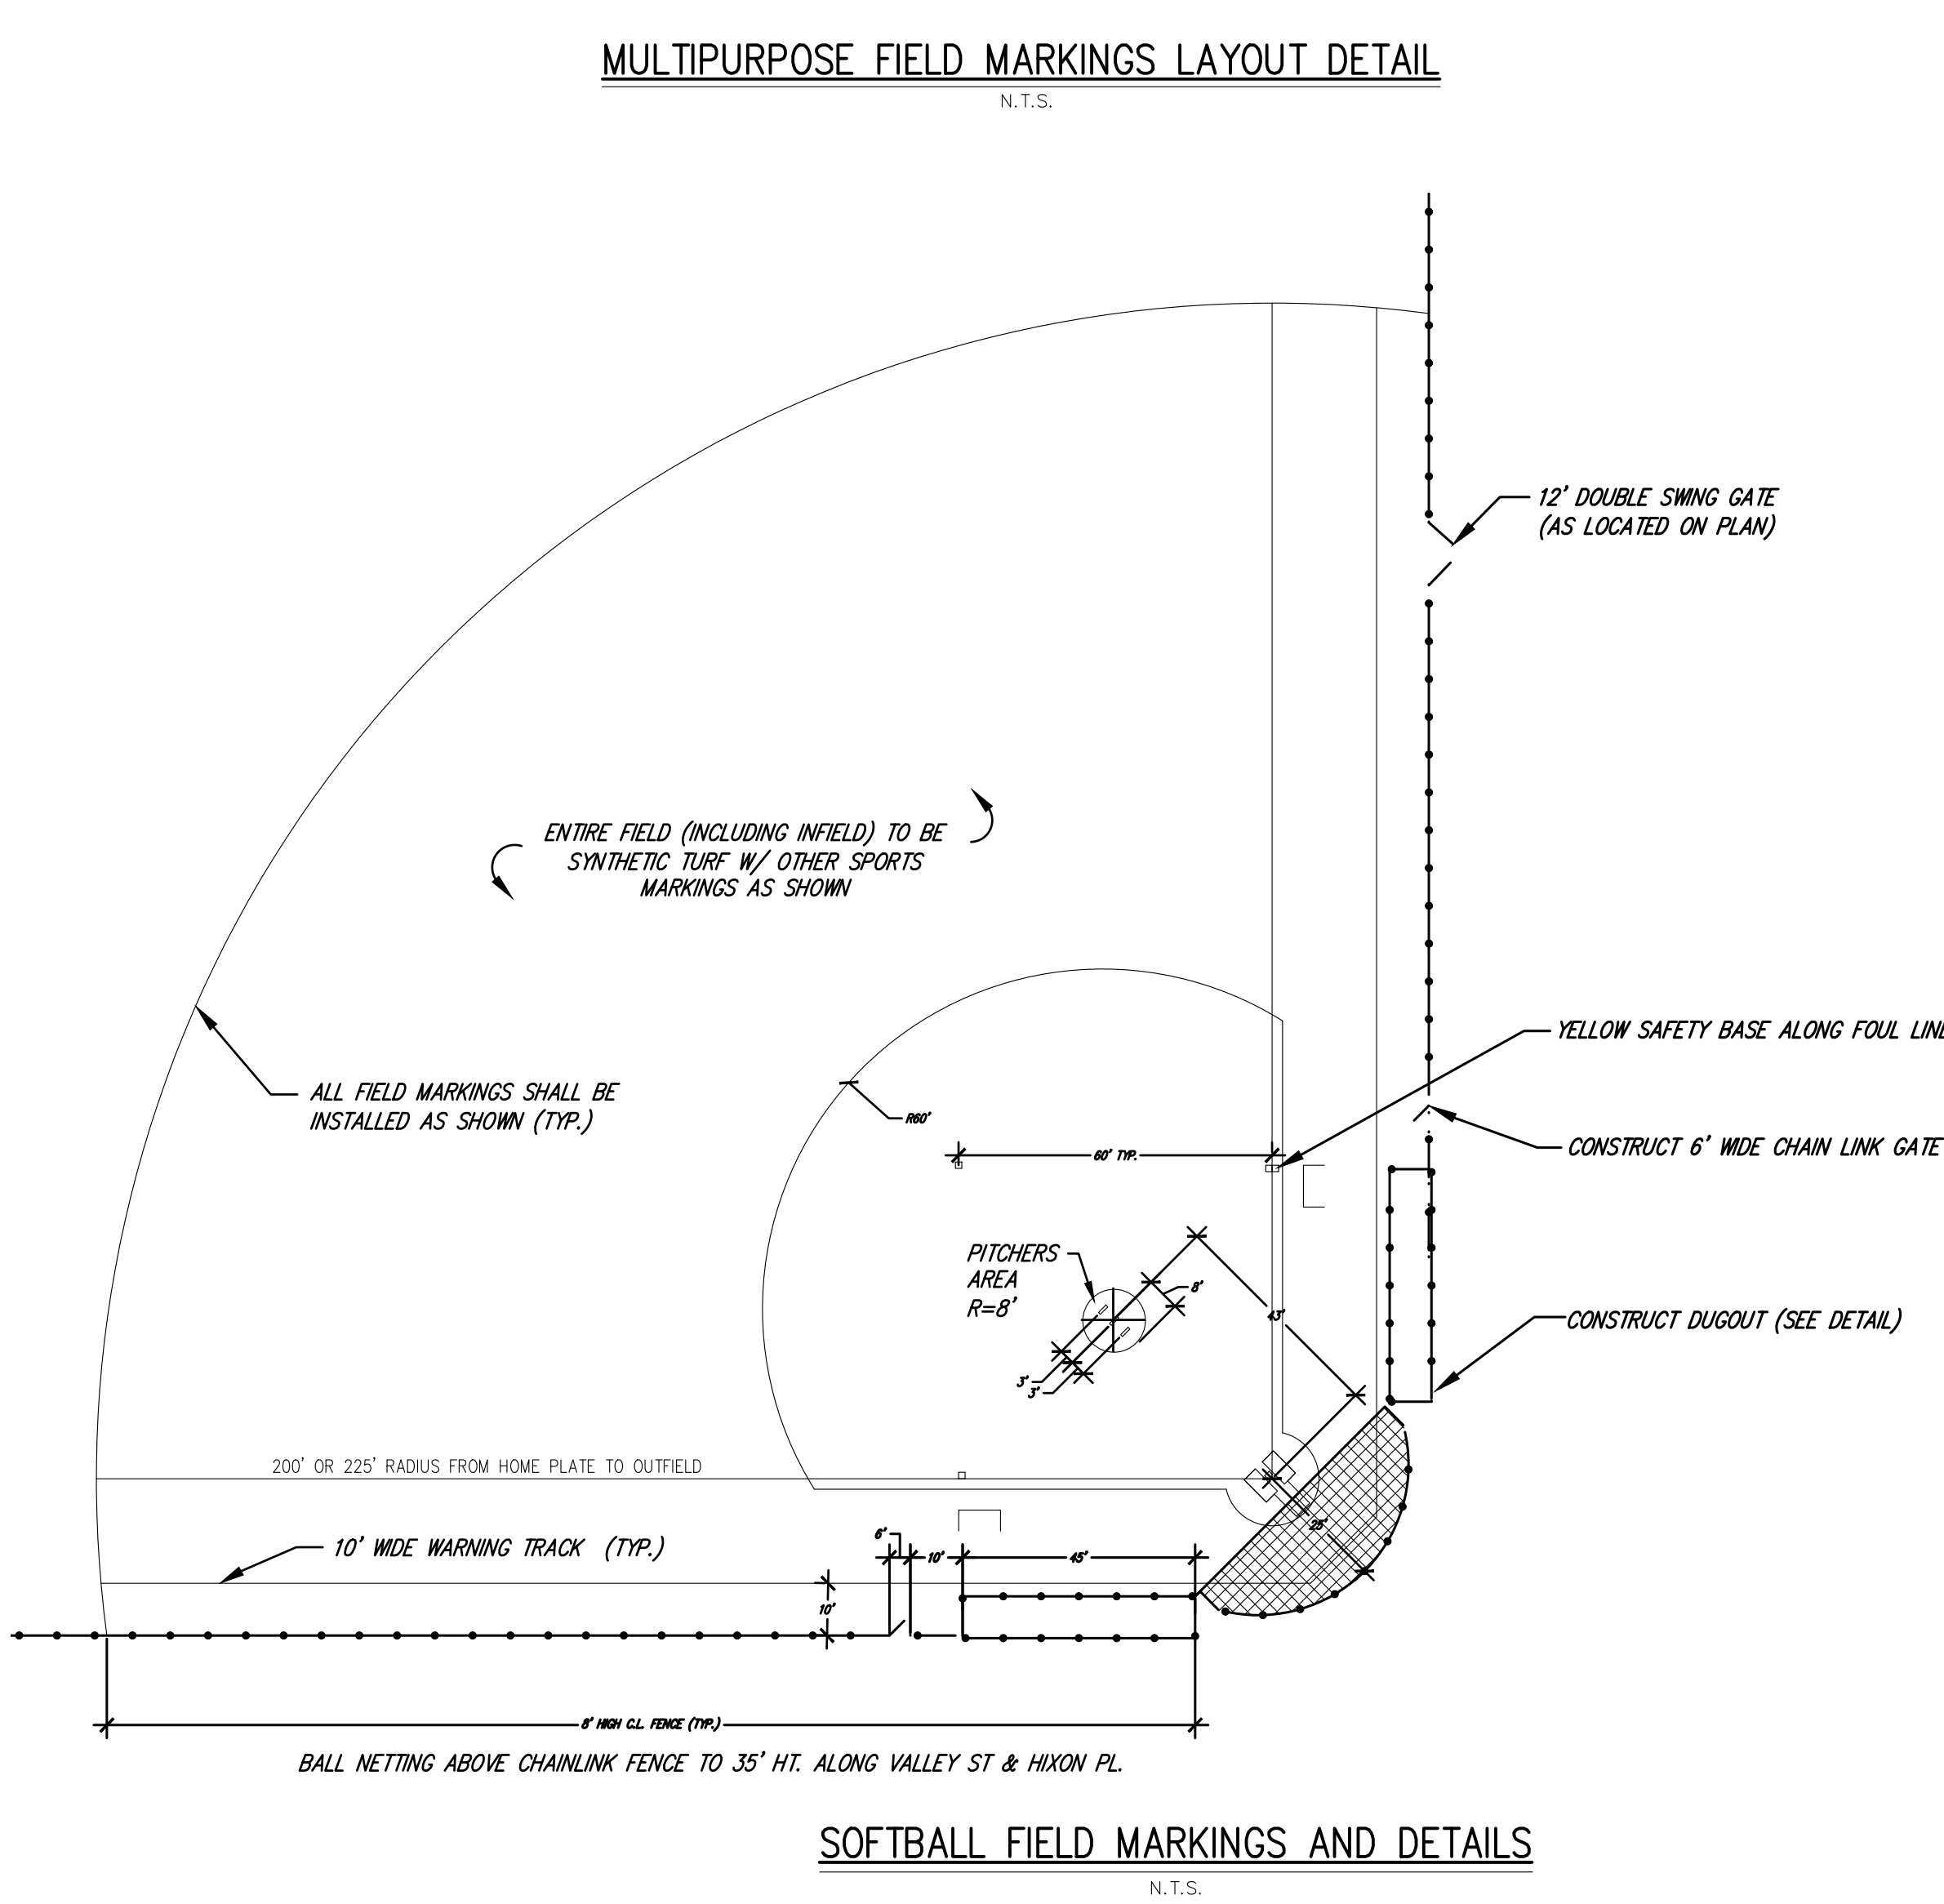 MULTIPURPOSE FIELD MARKINGS LAYOUT DETAIL
N.T.S.
12' DOUBLE SWING GATE
(AS LOCATED ON PLAN)
ENTIRE FIELD (INCLUDING INFIELD) TO BE
SYNTHETIC TURF W/ OTHER SPORTS
MARKINGS AS SHOWN
YELLOW SAFETY BASE ALONG FOUL LINE
ALL FIELD MARKINGS SHALL BE
INSTALLED AS SHOWN (TYP.)
R60'
60' TYP.
CONSTRUCT 6' WIDE CHAIN LINK GATE
PITCHERS
AREA
R=8'
8'
43'
CONSTRUCT DUGOUT (SEE DETAIL)
3'
3'
200' OR 225' RADIUS FROM HOME PLATE TO OUTFIELD
25'
10' WIDE WARNING TRACK (TYP.)
6'
10'
45'
10'
8' HIGH C.L. FENCE (TYP.)
BALL NETTING ABOVE CHAINLINK FENCE TO 35' HT. ALONG VALLEY ST & HIXON PL.
SOFTBALL FIELD MARKINGS AND DETAILS
N.T.S.